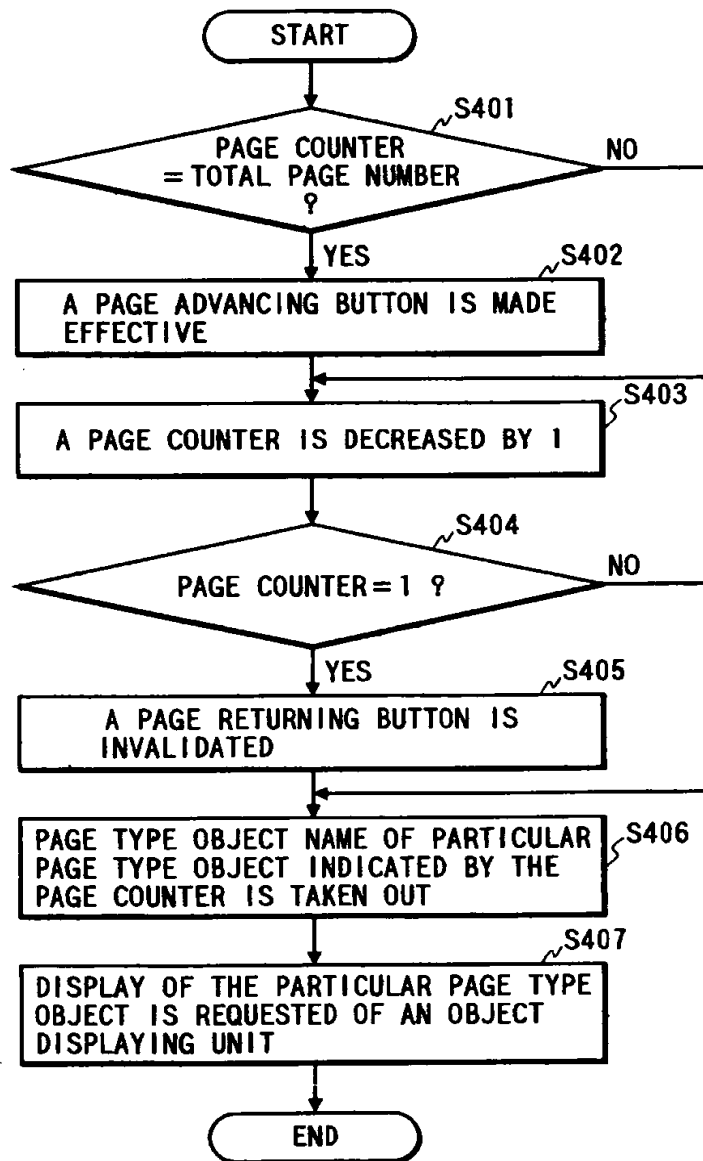 START
S401
PAGE COUNTER
=TOTAL PAGE NUMBER
?
NO
YES
S402
A PAGE ADVANCING BUTTON IS MADE
EFFECTIVE
S403
A PAGE COUNTER IS DECREASED BY 1
S404
PAGE COUNTER=1 ?
NO
YES
S405
A PAGE RETURNING BUTTON IS
INVALIDATED
PAGE TYPE OBJECT NAME OF PARTICULAR
PAGE TYPE OBJECT INDICATED BY THE
PAGE COUNTER IS TAKEN OUT
S406
S407
DISPLAY OF THE PARTICULAR PAGE TYPE
OBJECT IS REQUESTED OF AN OBJECT
DISPLAYING UNIT
END